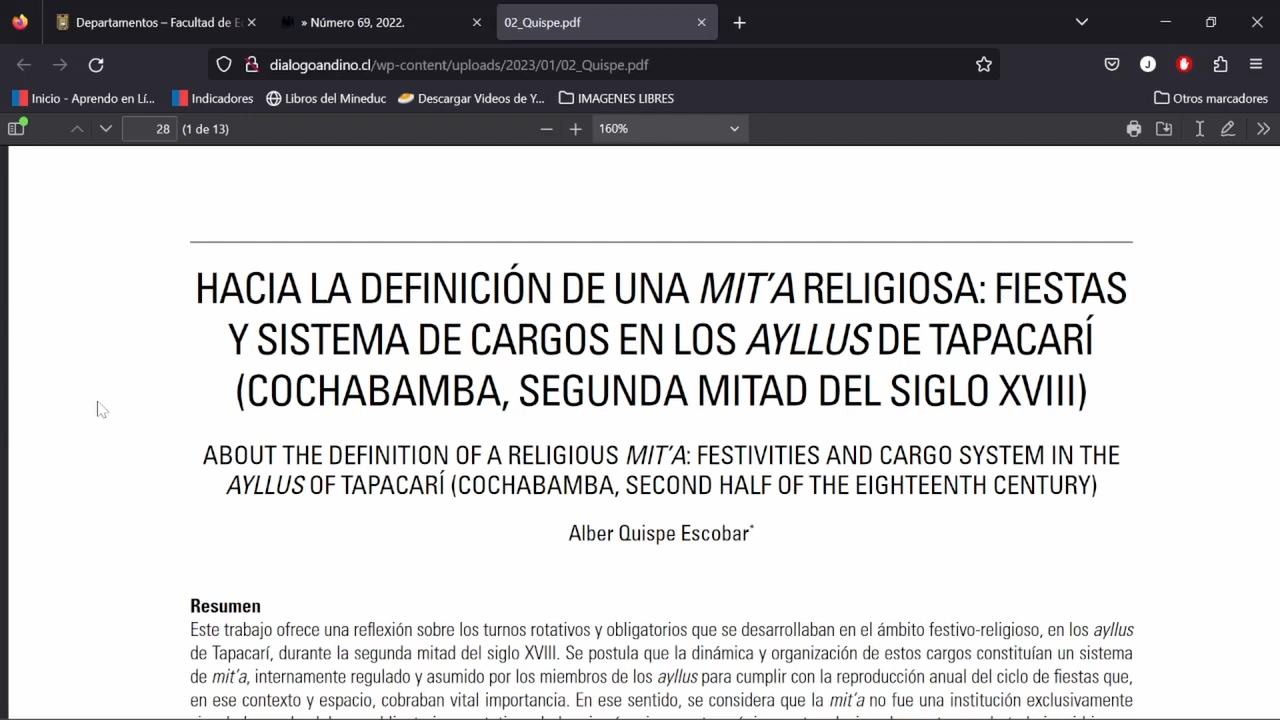 Departamentos – Facultad de E
» Número 69, 2022.
02_Quispe.pdf
dialogoandino.cl/wp-content/uploads/2023/01/02_Quispe.pdf
Inicio - Aprendo en Lí...
Indicadores
Libros del Mineduc
Descargar Videos de Y...
IMAGENES LIBRES
Otros marcadores
28 (1 de 13)
160%
HACIA LA DEFINICIÓN DE UNA MIT’A RELIGIOSA: FIESTAS
Y SISTEMA DE CARGOS EN LOS AYLLUS DE TAPACARÍ
(COCHABAMBA, SEGUNDA MITAD DEL SIGLO XVIII)
ABOUT THE DEFINITION OF A RELIGIOUS MIT’A: FESTIVITIES AND CARGO SYSTEM IN THE
AYLLUS OF TAPACARÍ (COCHABAMBA, SECOND HALF OF THE EIGHTEENTH CENTURY)
Alber Quispe Escobar*
Resumen
Este trabajo ofrece una reflexión sobre los turnos rotativos y obligatorios que se desarrollaban en el ámbito festivo-religioso, en los ayllus
de Tapacarí, durante la segunda mitad del siglo XVIII. Se postula que la dinámica y organización de estos cargos constituían un sistema
de mit’a, internamente regulado y asumido por los miembros de los ayllus para cumplir con la reproducción anual del ciclo de fiestas que,
en ese contexto y espacio, cobraban vital importancia. En ese sentido, se considera que la mit’a no fue una institución exclusivamente